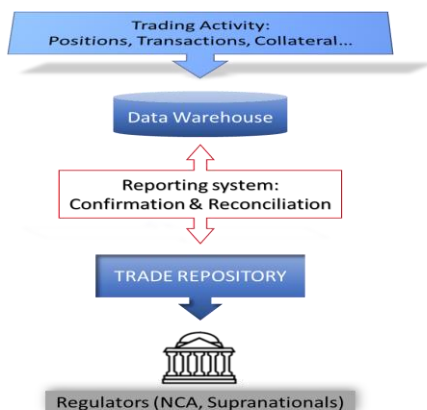 Trading Activity:
Positions, Transactions, Collateral...
Data Warehouse
Reporting system:
Confirmation & Reconciliation
TRADE REPOSITORY
Regulators (NCA, Supranationals)